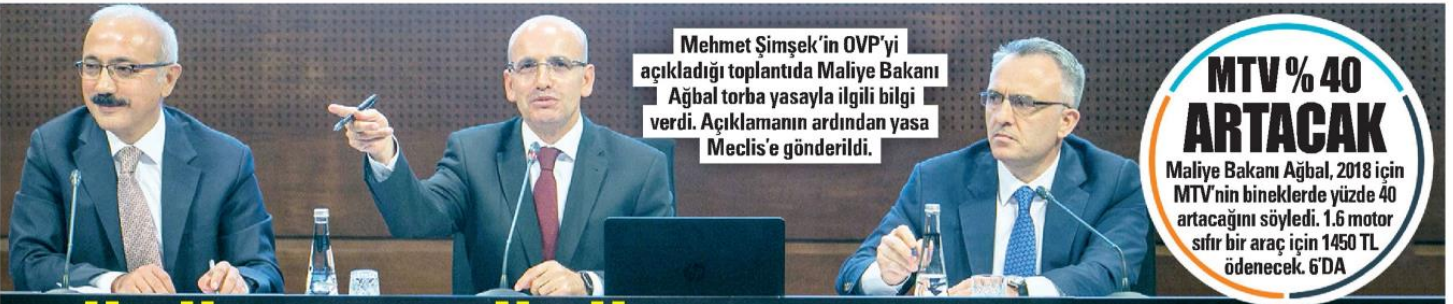 Mehmet Şimşek'in OVP'yi
açıkladığı toplantıda Maliye Bakanı
Ağbal torba yasayla ilgili bilgi
verdi. Açıklamanın ardından yasa
Meclis'e gönderildi.
MTV % 40
ARTACAK
Maliye Bakanı Ağbal, 2018 için
MTV'nin bineklerde yüzde 40
artacağını söyledi. 1.6 motor
sıfır bir araç için 1450 TL
ödenecek. 6'DA
hp